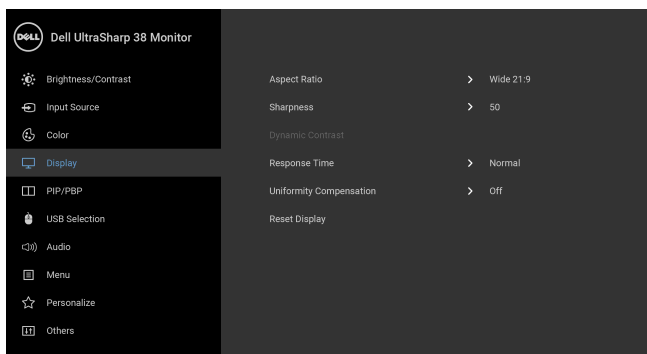 DELL Dell UltraSharp 38 Monitor
Brightness/Contrast
Input Source
Color
Display
PIP/PBP
USB Selection
Audio
Menu
Personalize
Others
Aspect Ratio Wide 21:9
Sharpness 50
Dynamic Contrast
Response Time Normal
Uniformity Compensation Off
Reset Display